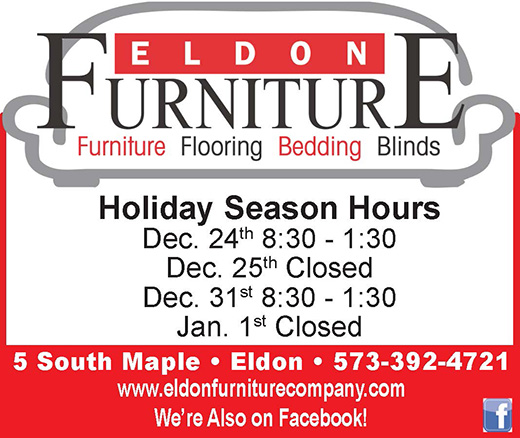 ELDON
FURNITURE
Furniture Flooring Bedding Blinds
Holiday Season Hours
Dec. 24th 8:30 - 1:30
Dec. 25th Closed
Dec. 31st 8:30 - 1:30
Jan. 1st Closed
5 South Maple • Eldon • 573-392-4721
www.eldonfurniturecompany.com
We're Also on Facebook!
f